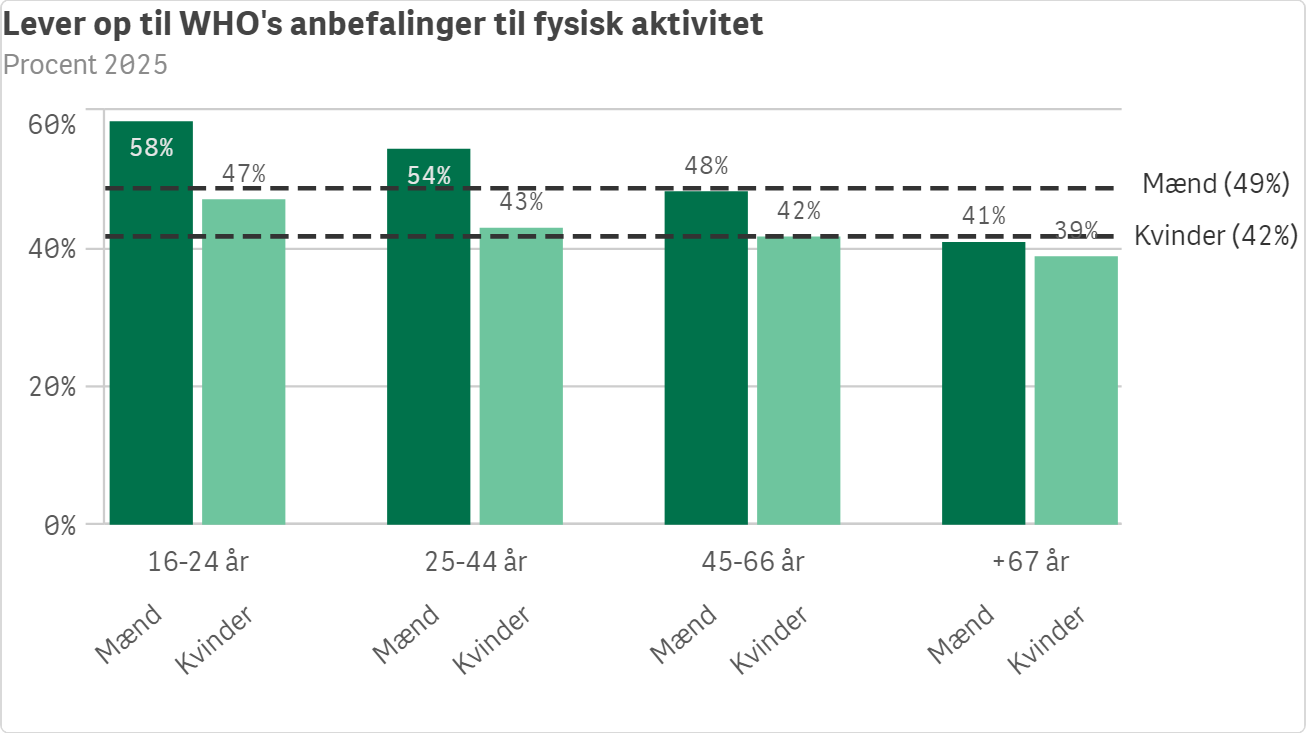 Lever op til WHO's anbefalinger til fysisk aktivitet
Procent 2025
60%
40%
20%
0%
58%
47%
54%
43%
48%
42%
41%
39%
Mænd (49%)
Kvinder (42%)
16-24 år
25-44 år
45-66 år
+67 år
Mænd
Kvinder
Mænd
Kvinder
Mænd
Kvinder
Mænd
Kvinder